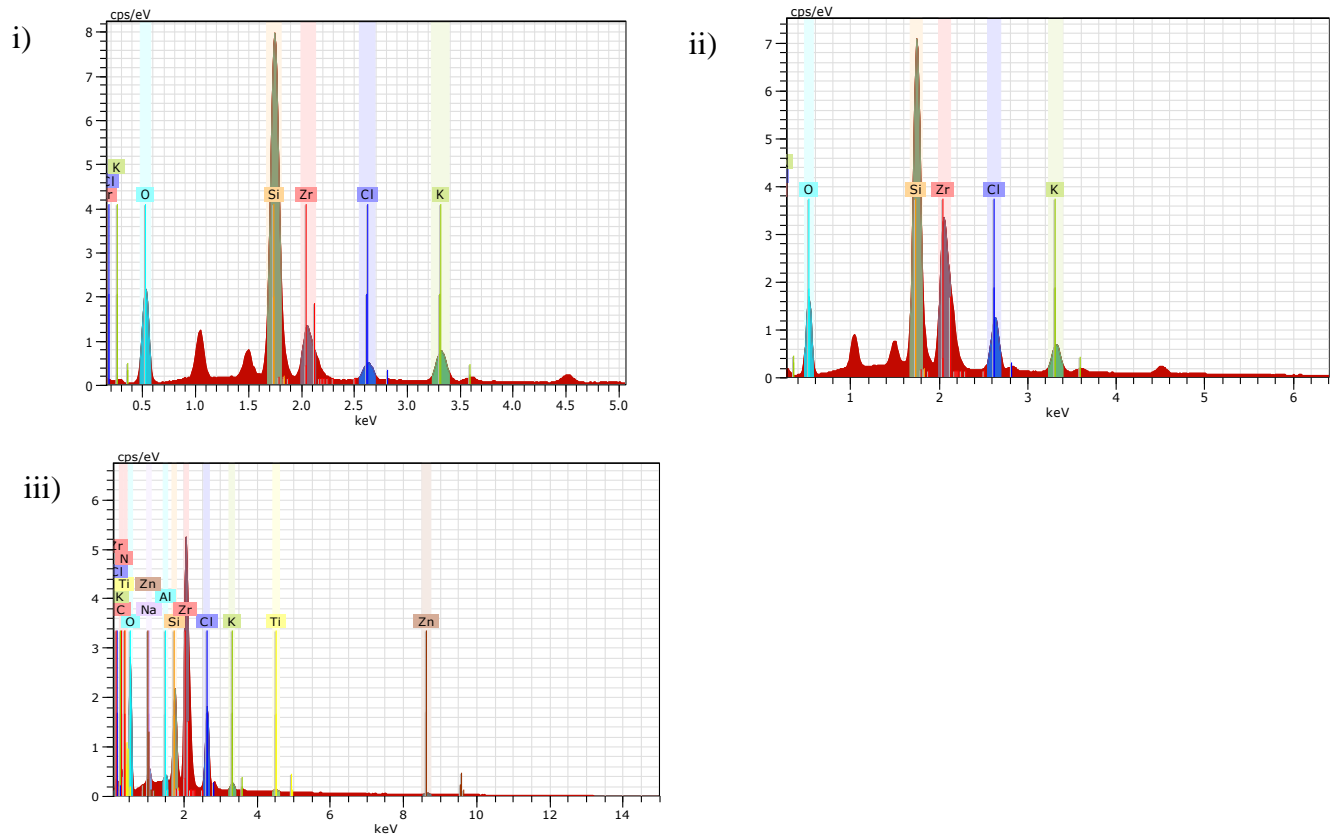 i)
cps/eV
8
7
6
5
4
3
2
1
0
K
Cl
r
O
Si
Zr
Cl
K
0.5 1.0 1.5 2.0 2.5 3.0 3.5 4.0 4.5 5.0
keV
ii)
cps/eV
7
6
5
4
3
2
1
0
O
Si
Zr
Cl
K
1 2 3 4 5 6
keV
iii)
cps/eV
6
5
4
3
2
1
0
Zr
N
Cl
Ti
Zn
K
Al
C
Na
Zr
O
Si
Cl
K
Ti
Zn
2 4 6 8 10 12 14
keV